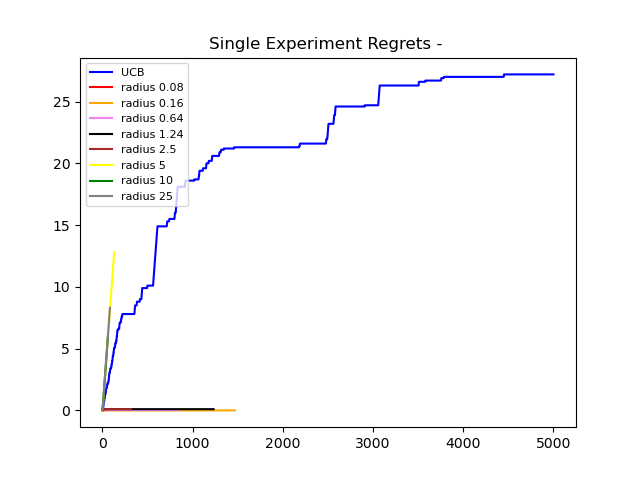 Single Experiment Regrets -
UCB
radius 0.08
radius 0.16
radius 0.64
radius 1.24
radius 2.5
radius 5
radius 10
radius 25
25
20
15
10
5
0
0 1000 2000 3000 4000 5000